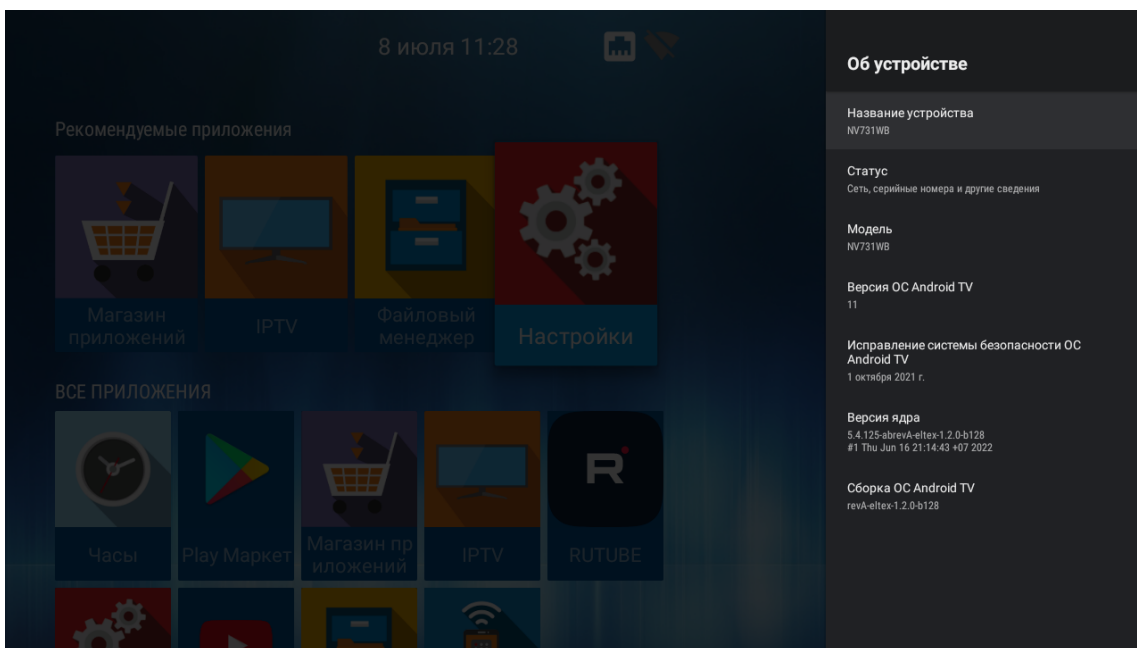 8 июля 11:28
Рекомендуемые приложения
Магазин
приложений
IPTV
Файловый
менеджер
Настройки
ВСЕ ПРИЛОЖЕНИЯ
Часы
Play Маркет
Магазин пр
иложений
IPTV
R
RUTUBE
Об устройстве
Название устройства
NV731WB
Статус
Сеть, серийные номера и другие сведения
Модель
NV731WB
Версия ОС Android TV
11
Исправление системы безопасности ОС
Android TV
1 октября 2021 г.
Версия ядра
5.4.125-abrevA-eltex-1.2.0-b128
#1 Thu Jun 16 21:14:43 +07 2022
Сборка ОС Android TV
revA-eltex-1.2.0-b128